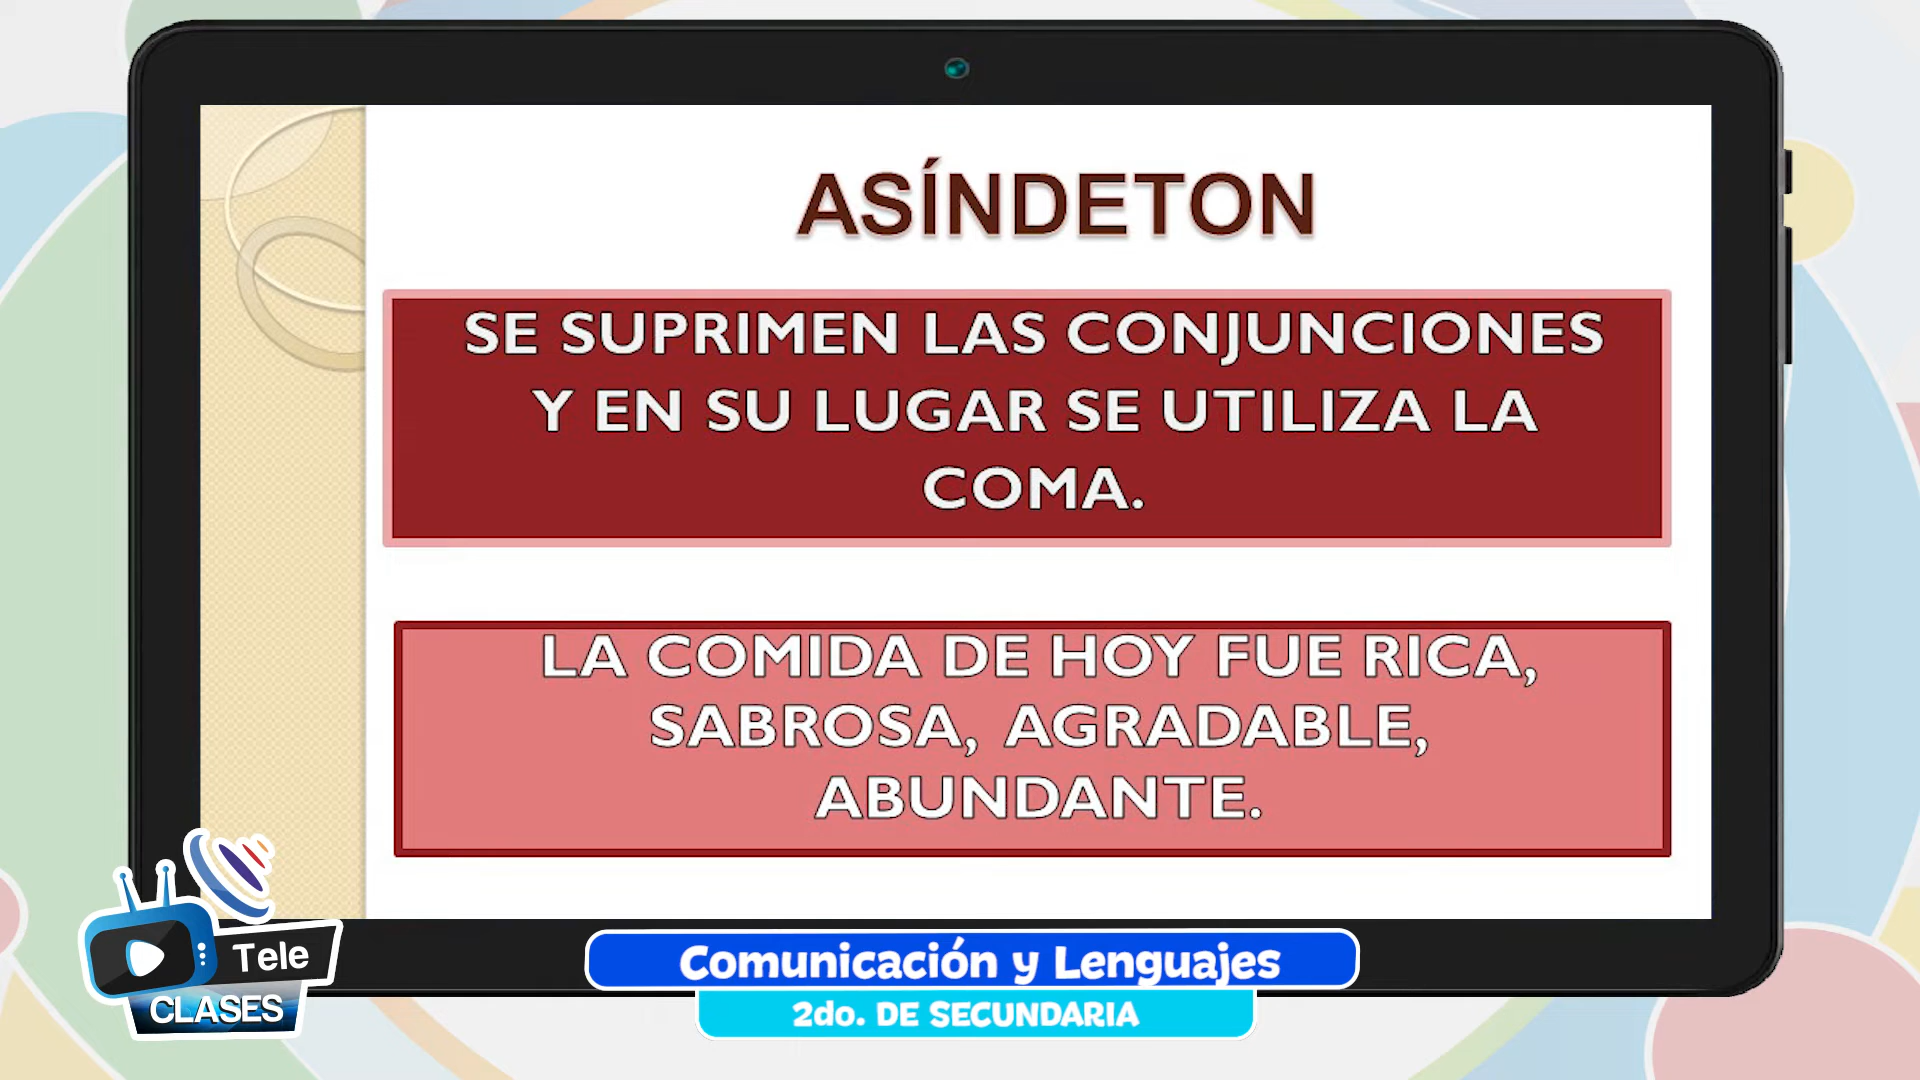 ASÍNDETON
SE SUPRIMEN LAS CONJUNCIONES
Y EN SU LUGAR SE UTILIZA LA
COMA.
LA COMIDA DE HOY FUE RICA,
SABROSA, AGRADABLE,
ABUNDANTE.
Tele
CLASES
Comunicación y Lenguajes
2do. DE SECUNDARIA